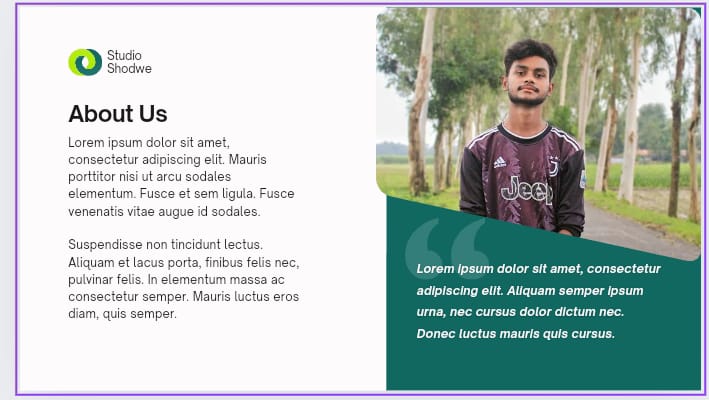 Studio
Shodwe
About Us
Lorem ipsum dolor sit amet,
consectetur adipiscing elit. Mauris
porttitor nisi ut arcu sodales
elementum. Fusce et sem ligula. Fusce
venenatis vitae augue id sodales.
Suspendisse non tincidunt lectus.
Aliquam et lacus porta, finibus felis nec,
pulvinar felis. In elementum massa ac
consectetur semper. Mauris luctus eros
diam, quis semper.
Jeep
“
Lorem ipsum dolor sit amet, consectetur
adipiscing elit. Aliquam semper ipsum
urna, nec cursus dolor dictum nec.
Donec luctus mauris quis cursus.